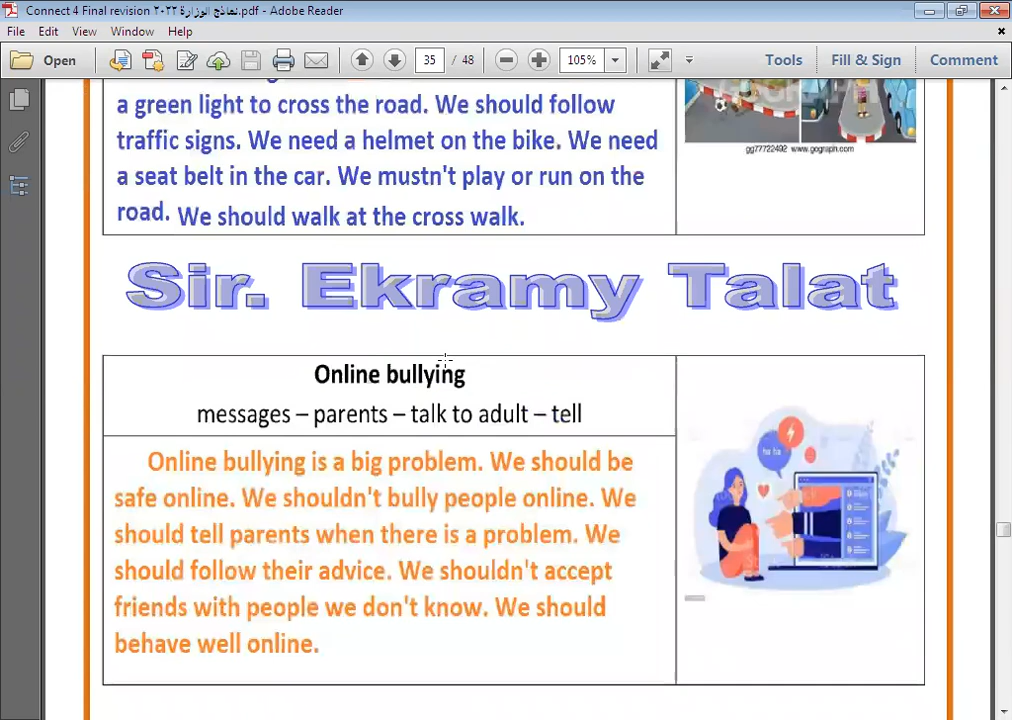 Connect 4 Final revision نماذج الوزارة ٢٠٢٢.pdf - Adobe Reader
File Edit View Window Help
Open 35 / 48 105% Tools Fill & Sign Comment
a green light to cross the road. We should follow
traffic signs. We need a helmet on the bike. We need
a seat belt in the car. We mustn't play or run on the
road. We should walk at the cross walk.
gg77722492 www.gograph.com
Sir. Ekramy Talat
Online bullying
messages – parents – talk to adult – tell
Online bullying is a big problem. We should be
safe online. We shouldn't bully people online. We
should tell parents when there is a problem. We
should follow their advice. We shouldn't accept
friends with people we don't know. We should
behave well online.
ha ha